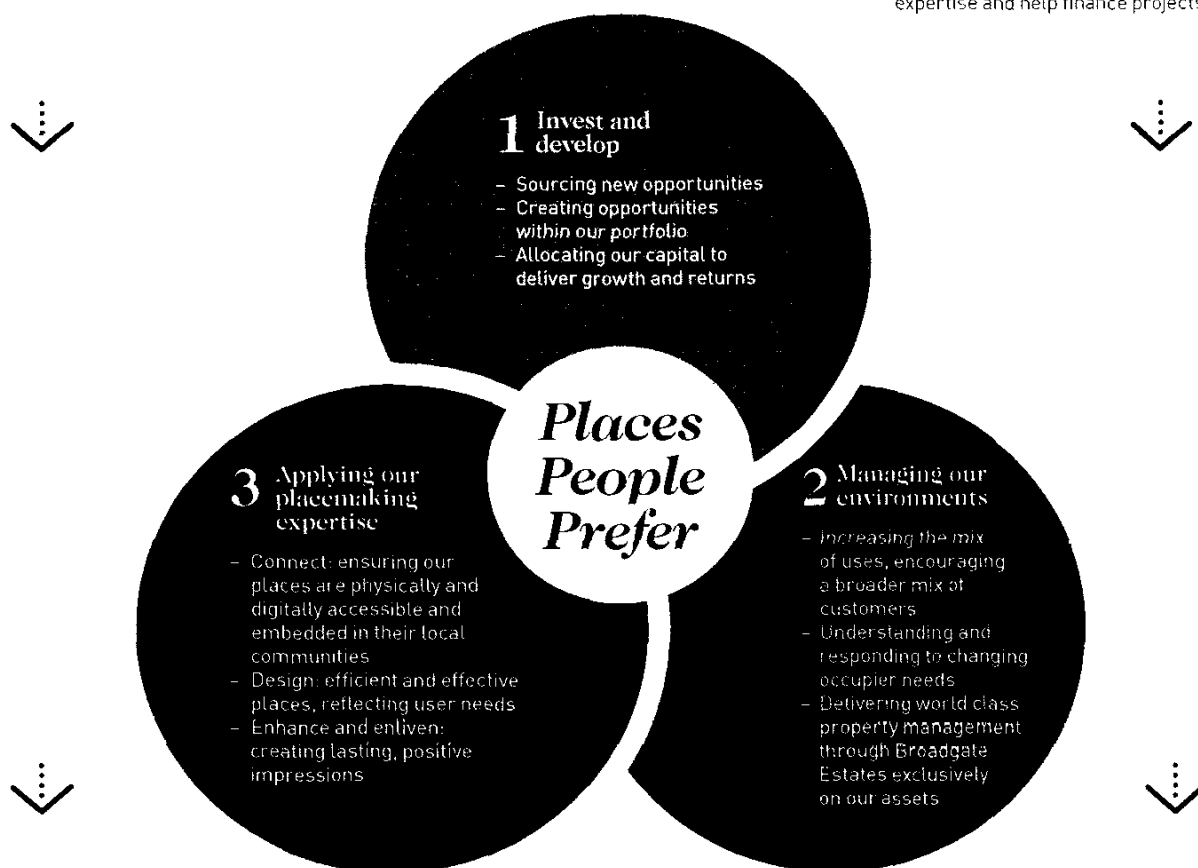 expertise and help finance projects
1 Invest and
develop
– Sourcing new opportunities
– Creating opportunities
within our portfolio
– Allocating our capital to
deliver growth and returns
Places
People
Prefer
3 Applying our
placemaking
expertise
– Connect: ensuring our
places are physically and
digitally accessible and
embedded in their local
communities
– Design: efficient and effective
places, reflecting user needs
– Enhance and enliven:
creating lasting, positive
impressions
2 Managing our
environments
– Increasing the mix
of uses, encouraging
a broader mix of
customers
– Understanding and
responding to changing
occupier needs
– Delivering world class
property management
through Broadgate
Estates exclusively
on our assets